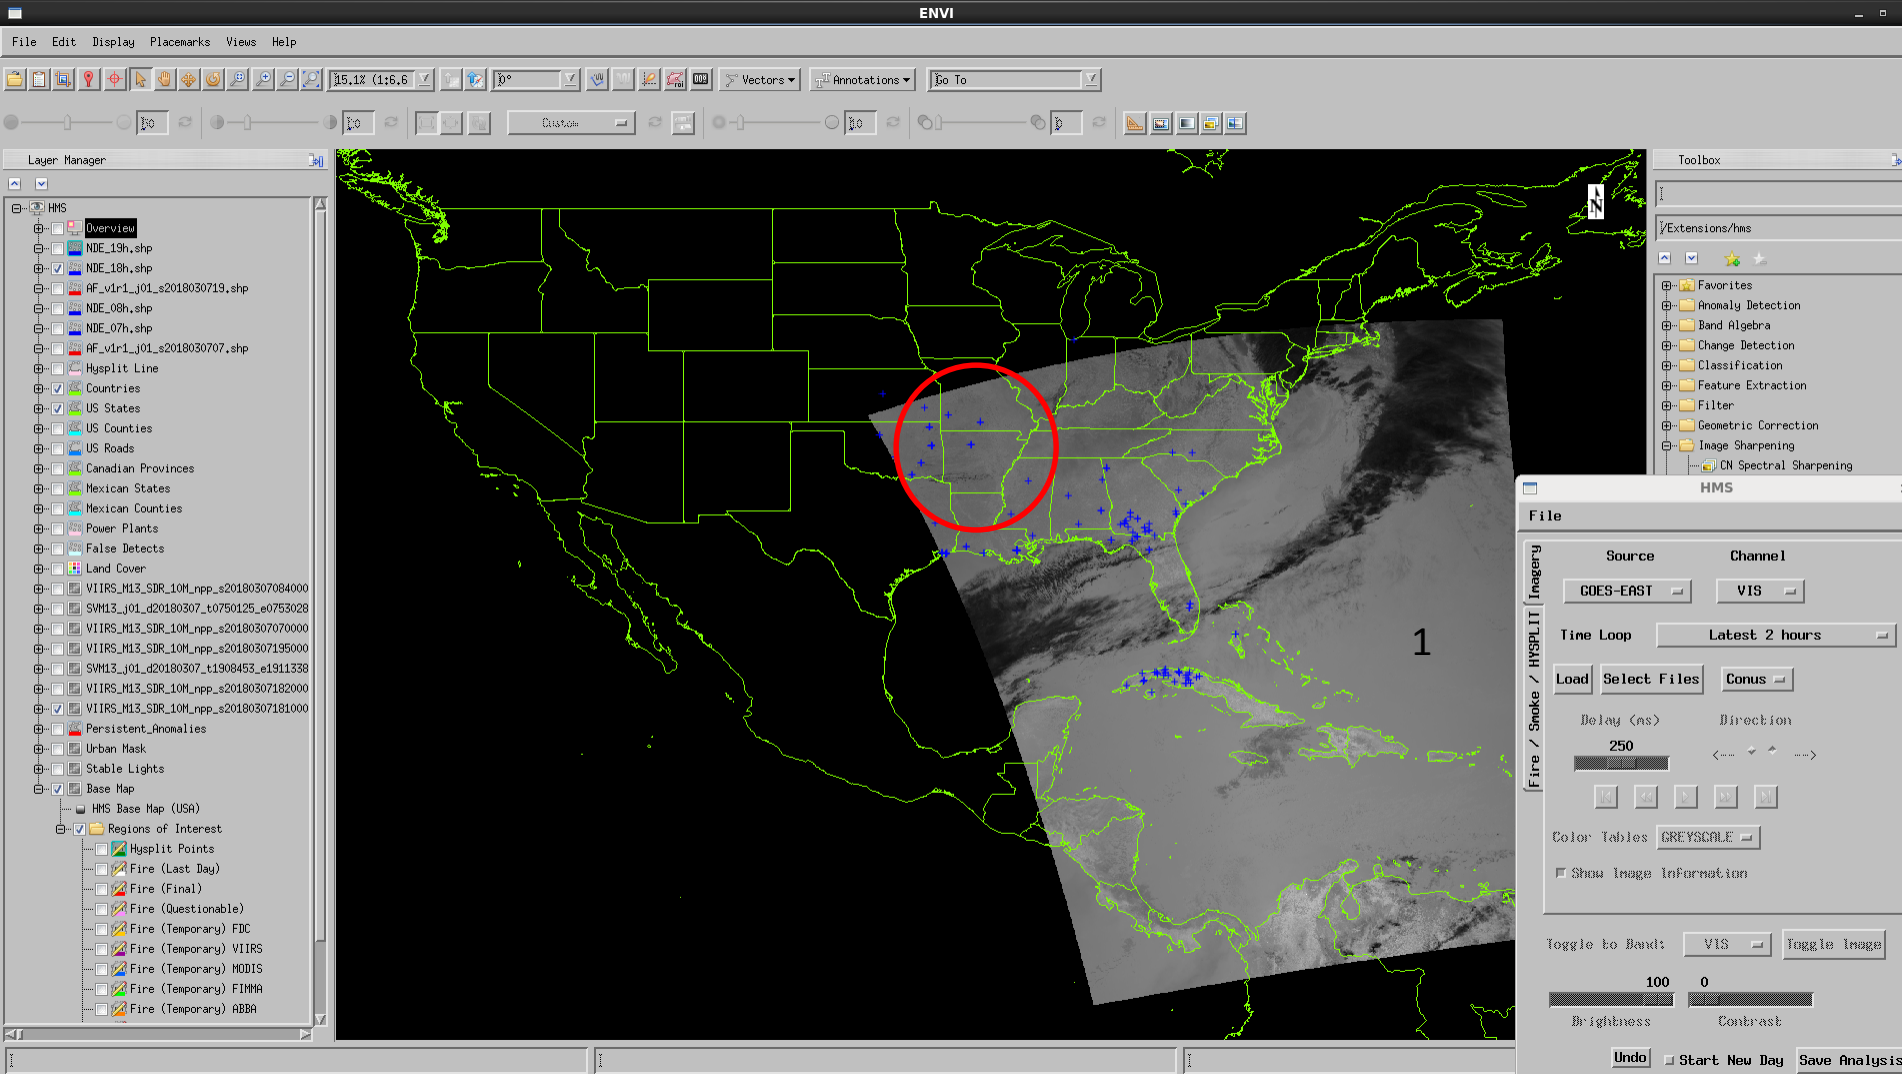 ENVI
File Edit Display Placemarks Views Help
15.1% (1:6.6 0° Vectors Annotations Go To
Custom
Layer Manager
HMS
Overview
NDE_19h.shp
NDE_18h.shp
AF_v1r1_j01_s2018030719.shp
NDE_08h.shp
NDE_07h.shp
AF_v1r1_j01_s2018030707.shp
Hysplit Line
Countries
US States
US Counties
US Roads
Canadian Provinces
Mexican States
Mexican Counties
Power Plants
False Detects
Land Cover
VIIRS_M13_SDR_10M_npp_s20180307084000
SVM13_j01_d20180307_t0750125_e0753028
VIIRS_M13_SDR_10M_npp_s20180307070000
VIIRS_M13_SDR_10M_npp_s20180307195000
SVM13_j01_d20180307_t1908453_e1911338
VIIRS_M13_SDR_10M_npp_s20180307182000
VIIRS_M13_SDR_10M_npp_s20180307181000
Persistent_Anomalies
Urban Mask
Stable Lights
Base Map
HMS Base Map (USA)
Regions of Interest
Hysplit Points
Fire (Last Day)
Fire (Final)
Fire (Questionable)
Fire (Temporary) FDC
Fire (Temporary) VIIRS
Fire (Temporary) MODIS
Fire (Temporary) FIMMA
Fire (Temporary) ABBA
N
1
Toolbox
/Extensions/hms
Favorites
Anomaly Detection
Band Algebra
Change Detection
Classification
Feature Extraction
Filter
Geometric Correction
Image Sharpening
CN Spectral Sharpening
HMS
File
Imagery
Fire / Smoke / HYSPLIT
Source Channel
GOES-EAST VIS
Time Loop Latest 2 hours
Load Select Files Conus
Delay (ms) Direction
250
<---- ---->
Color Tables GREYSCALE
Show Image Information
Toggle to Band: VIS Toggle Image
100 0
Brightness Contrast
Undo Start New Day Save Analysis